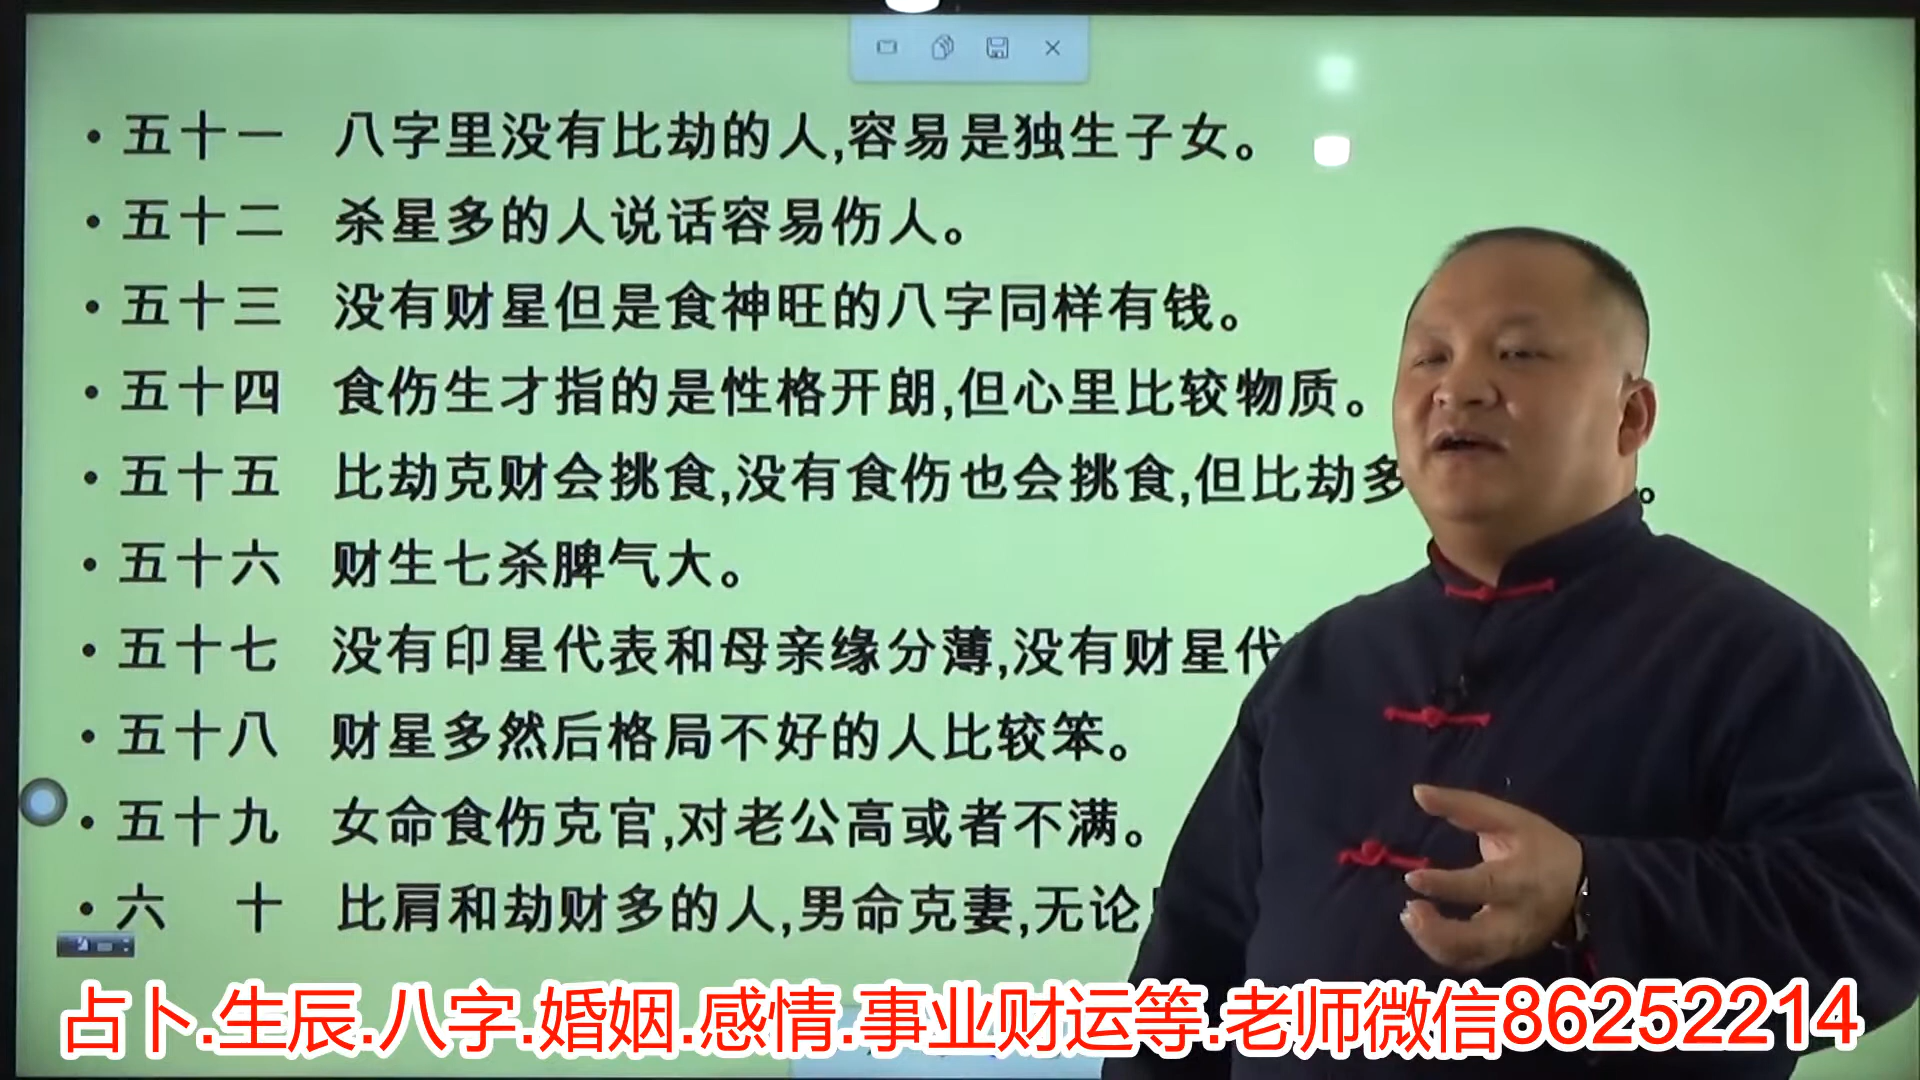 五十一 八字里没有比劫的人,容易是独生子女。
五十二 杀星多的人说话容易伤人。
五十三 没有财星但是食神旺的八字同样有钱。
五十四 食伤生才指的是性格开朗,但心里比较物质。
五十五 比劫克财会挑食,没有食伤也会挑食,但比劫多 。
五十六 财生七杀脾气大。
五十七 没有印星代表和母亲缘分薄,没有财星代
五十八 财星多然后格局不好的人比较笨。
五十九 女命食伤克官,对老公高或者不满。
六 十 比肩和劫财多的人,男命克妻,无论
占卜.生辰.八字.婚姻.感情.事业财运等.老师微信86252214